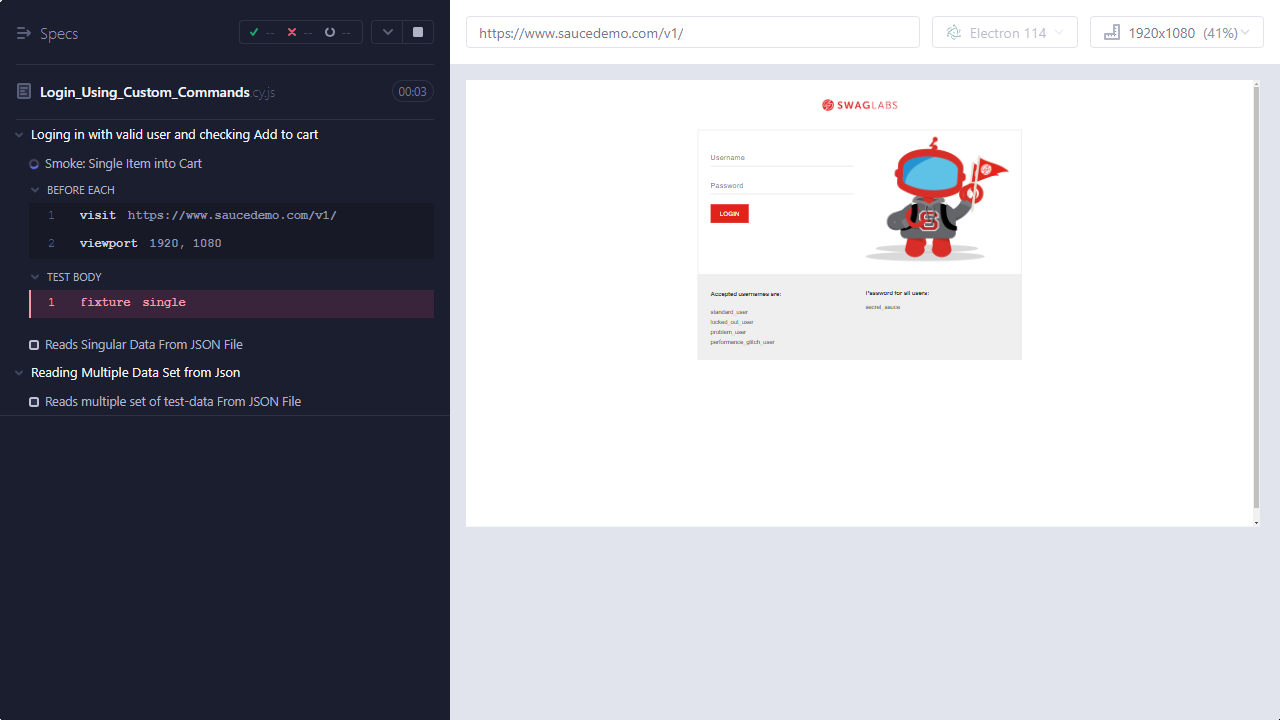 Specs
-- -- --
Login_Using_Custom_Commands cy.js
00:03
Loging in with valid user and checking Add to cart
Smoke: Single Item into Cart
BEFORE EACH
1 visit https://www.saucedemo.com/v1/
2 viewport 1920, 1080
TEST BODY
1 fixture single
Reads Singular Data From JSON File
Reading Multiple Data Set from Json
Reads multiple set of test-data From JSON File
https://www.saucedemo.com/v1/
Electron 114
1920x1080 (41%)
SWAGLABS
Username
Password
LOGIN
S
Accepted usernames are:
standard_user
locked_out_user
problem_user
performance_glitch_user
Password for all users:
secret_sauce